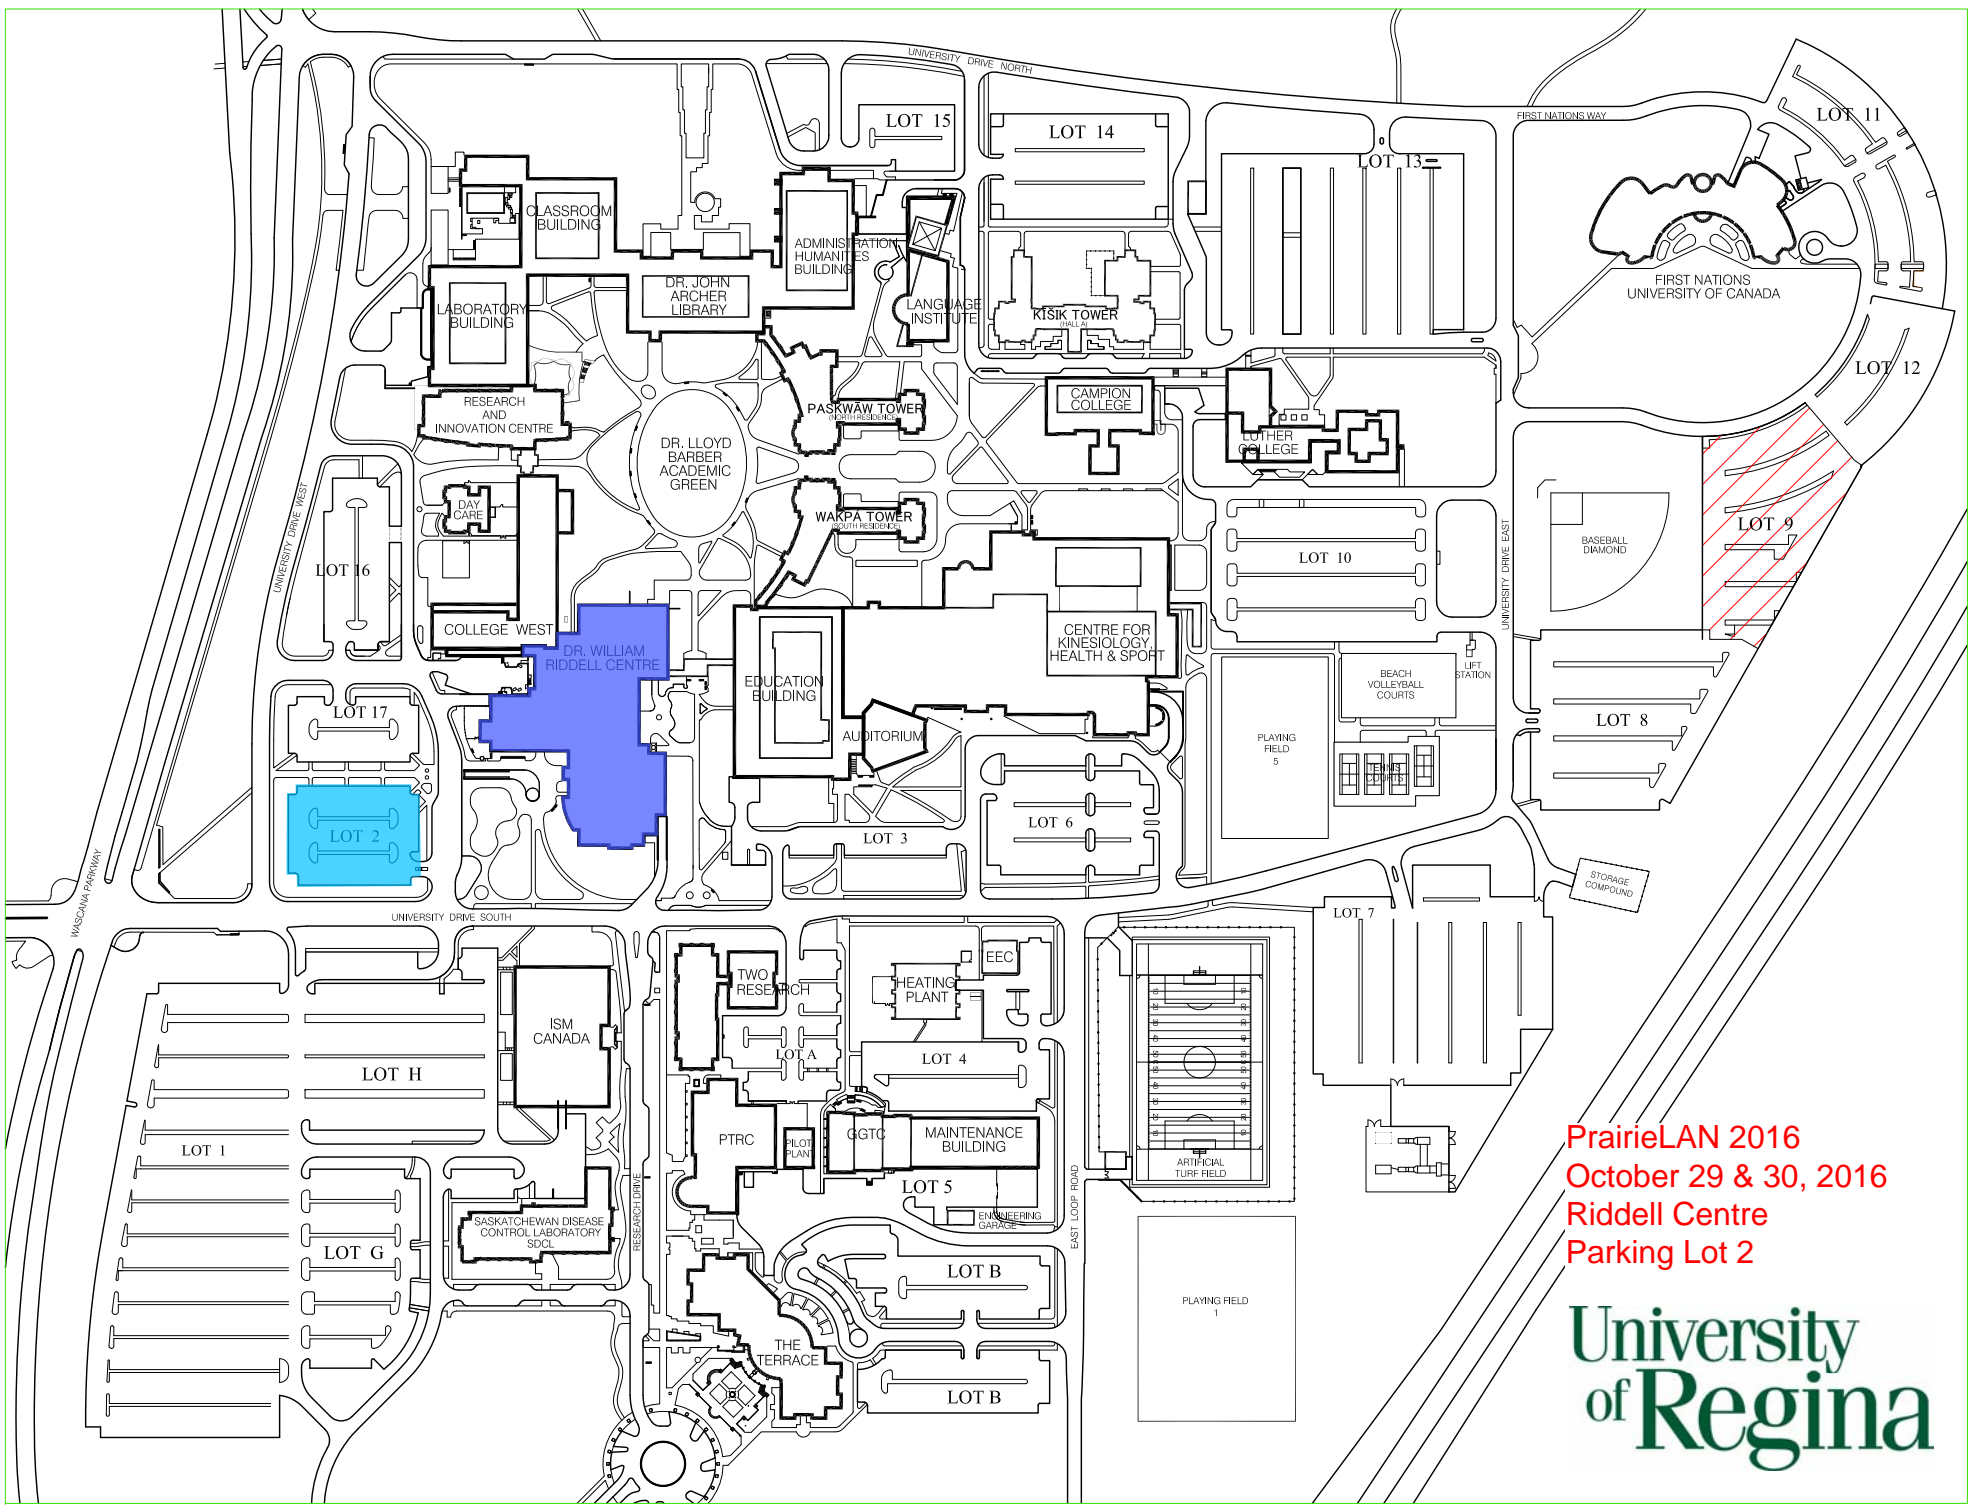 UNIVERSITY DRIVE NORTH
FIRST NATIONS WAY
LOT 11
LOT 15
LOT 14
LOT 13
CLASSROOM
BUILDING
ADMINISTRATION
HUMANITIES
BUILDING
DR. JOHN
ARCHER
LIBRARY
LABORATORY
BUILDING
LANGUAGE
INSTITUTE
KĪSIK TOWER
(HALL A)
FIRST NATIONS
UNIVERSITY OF CANADA
LOT 12
RESEARCH
AND
INNOVATION CENTRE
PASKWĀW TOWER
(NORTH RESIDENCE)
CAMPION
COLLEGE
LUTHER
COLLEGE
DR. LLOYD
BARBER
ACADEMIC
GREEN
DAY
CARE
WAKPĀ TOWER
(SOUTH RESIDENCE)
UNIVERSITY DRIVE WEST
LOT 16
LOT 10
UNIVERSITY DRIVE EAST
BASEBALL
DIAMOND
LOT 9
COLLEGE WEST
DR. WILLIAM
RIDDELL CENTRE
EDUCATION
BUILDING
CENTRE FOR
KINESIOLOGY,
HEALTH & SPORT
BEACH
VOLLEYBALL
COURTS
LIFT
STATION
LOT 17
AUDITORIUM
PLAYING
FIELD
5
TENNIS
COURTS
LOT 8
LOT 2
LOT 3
LOT 6
WASCANA PARKWAY
UNIVERSITY DRIVE SOUTH
STORAGE
COMPOUND
LOT 7
TWO
RESEARCH
HEATING
PLANT
EEC
ISM
CANADA
LOT A
LOT 4
LOT H
LOT 1
PTRC
PILOT
PLANT
GGTC
MAINTENANCE
BUILDING
ARTIFICIAL
TURF FIELD
LOT 5
ENGINEERING
GARAGE
EAST LOOP ROAD
RESEARCH DRIVE
SASKATCHEWAN DISEASE
CONTROL LABORATORY
SDCL
LOT G
LOT B
PLAYING FIELD
1
THE
TERRACE
LOT B
PrairieLAN 2016
October 29 & 30, 2016
Riddell Centre
Parking Lot 2
University
of Regina